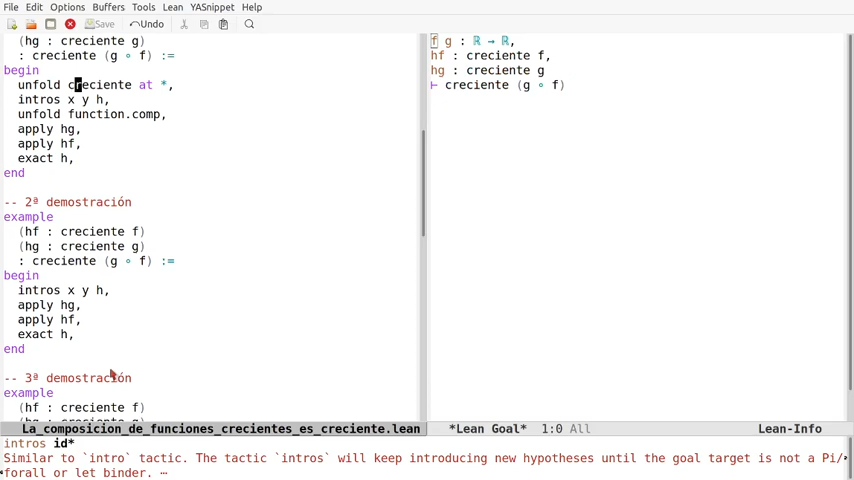 File Edit Options Buffers Tools Lean YASnippet Help
Save Undo
(hg : creciente g)
: creciente (g ∘ f) :=
begin
unfold creciente at *,
intros x y h,
unfold function.comp,
apply hg,
apply hf,
exact h,
end
-- 2ª demostración
example
(hf : creciente f)
(hg : creciente g)
: creciente (g ∘ f) :=
begin
intros x y h,
apply hg,
apply hf,
exact h,
end
-- 3ª demostración
example
(hf : creciente f)
La_composicion_de_funciones_crecientes_es_creciente.lean
f g : ℝ → ℝ,
hf : creciente f,
hg : creciente g
⊢ creciente (g ∘ f)
*Lean Goal* 1:0 All Lean-Info
intros id*
Similar to `intro` tactic. The tactic `intros` will keep introducing new hypotheses until the goal target is not a Pi/
forall or let binder. ⋯